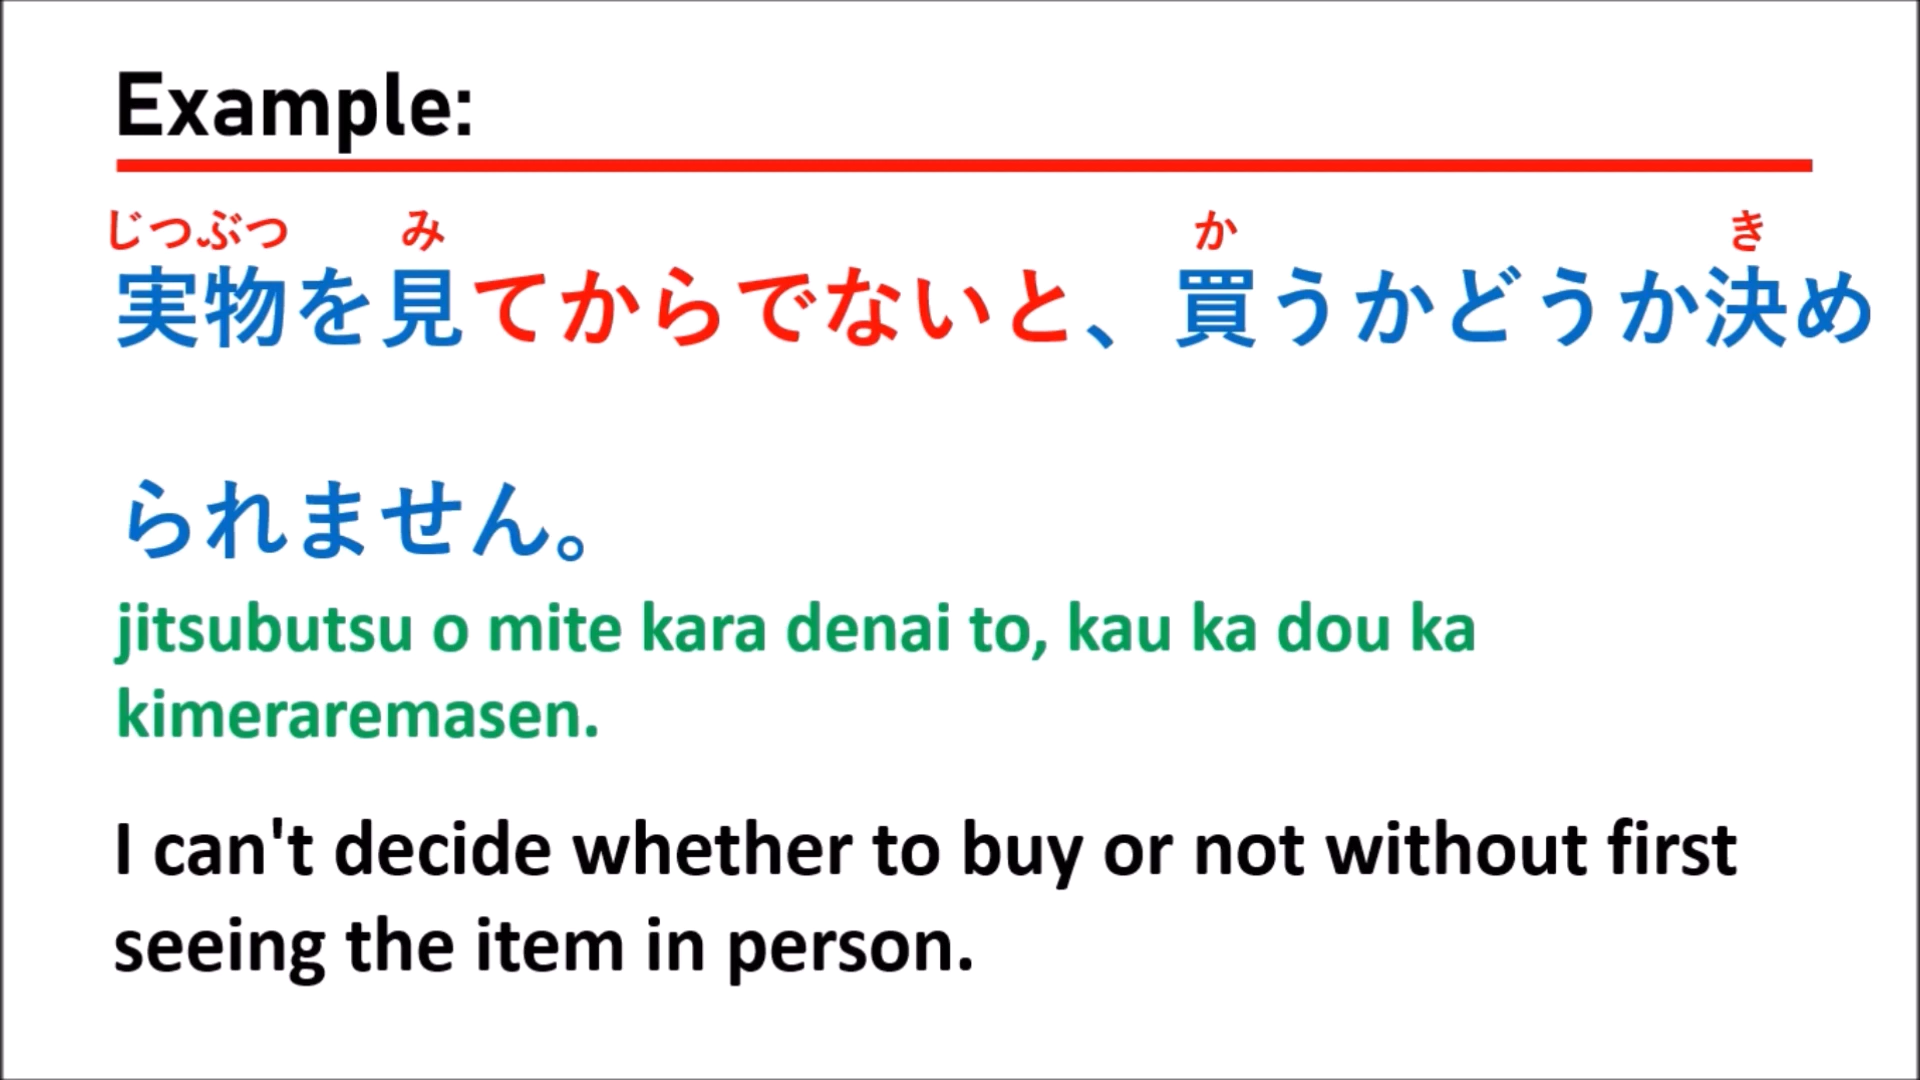 Example:
じつぶつ み か き
実物を見てからでないと、買うかどうか決め
られません。
jitsubutsu o mite kara denai to, kau ka dou ka
kimeraremasen.
I can't decide whether to buy or not without first
seeing the item in person.